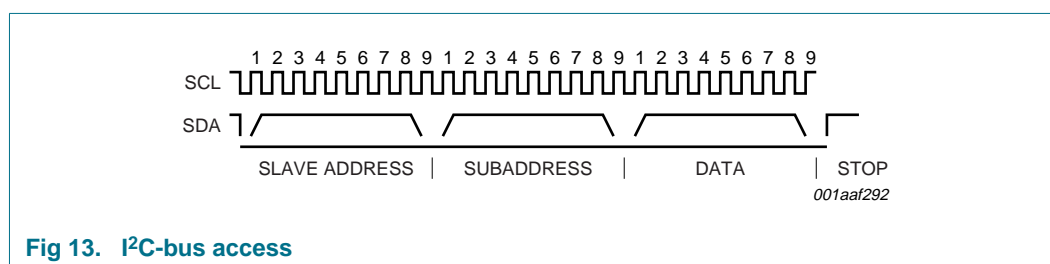 1 2 3 4 5 6 7 8 9 1 2 3 4 5 6 7 8 9 1 2 3 4 5 6 7 8 9
SCL
SDA
SLAVE ADDRESS | SUBADDRESS | DATA | STOP
001aaf292
Fig 13. I²C-bus access